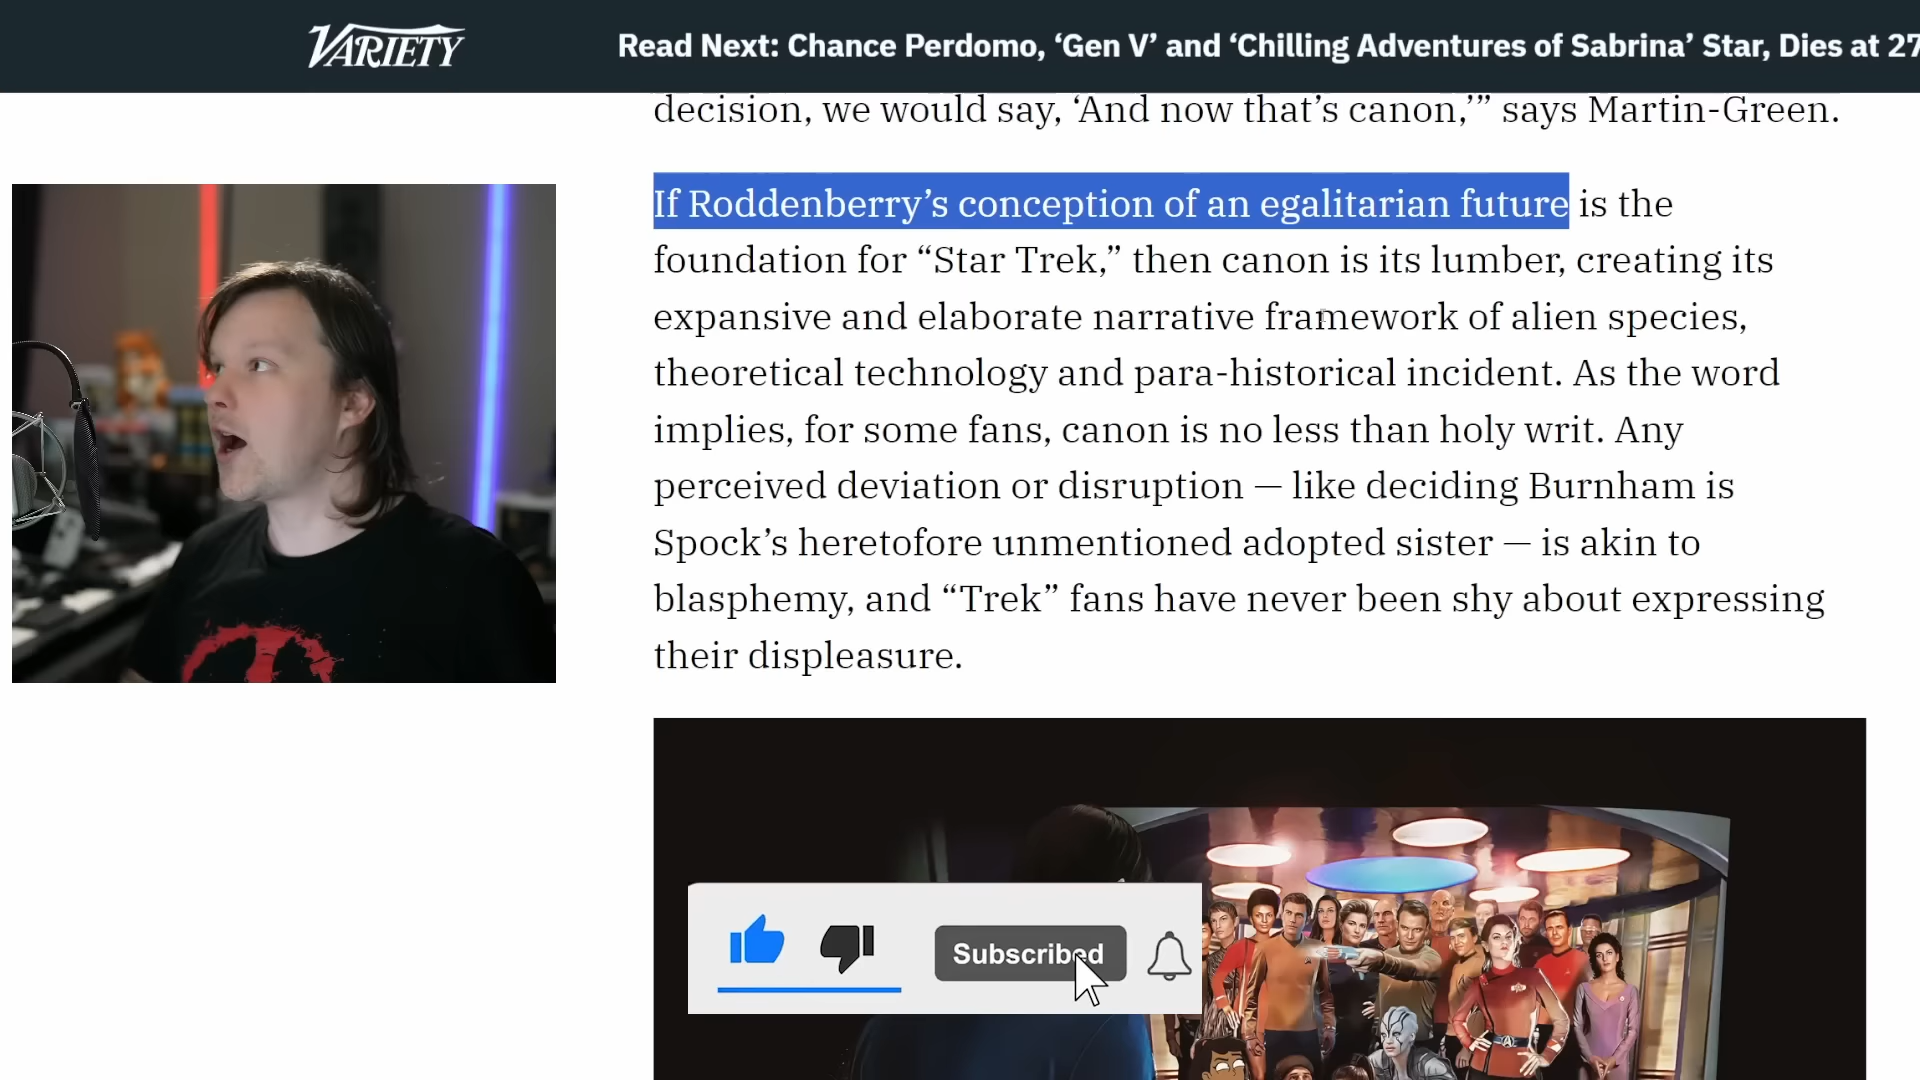 VARIETY
Read Next: Chance Perdomo, ‘Gen V’ and ‘Chilling Adventures of Sabrina’ Star, Dies at 27
decision, we would say, ‘And now that’s canon,’” says Martin-Green.
If Roddenberry’s conception of an egalitarian future is the
foundation for “Star Trek,” then canon is its lumber, creating its
expansive and elaborate narrative framework of alien species,
theoretical technology and para-historical incident. As the word
implies, for some fans, canon is no less than holy writ. Any
perceived deviation or disruption — like deciding Burnham is
Spock’s heretofore unmentioned adopted sister — is akin to
blasphemy, and “Trek” fans have never been shy about expressing
their displeasure.
Subscribed